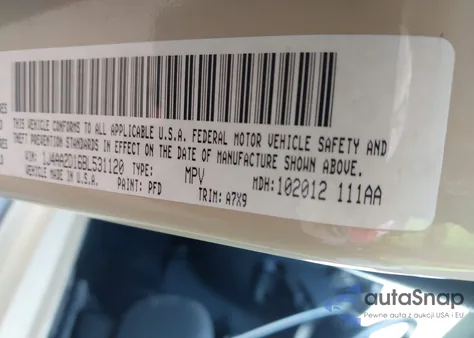 RES
THIS VEHICLE CONFORMS TO ALL APPLICABLE U.S.A. FEDERAL MOTOR VEHICLE SAFETY AND
THEFT PREVENTION STANDARDS IN EFFECT ON THE DATE OF MANUFACTURE SHOWN ABOVE.
VIN: TYPE: MPV MDH:102012 111AA
VEHICLE MADE IN U.S.A. PAINT: PFD TRIM: A7X9
autoSnap
Pewne auta z aukcji USA i EU